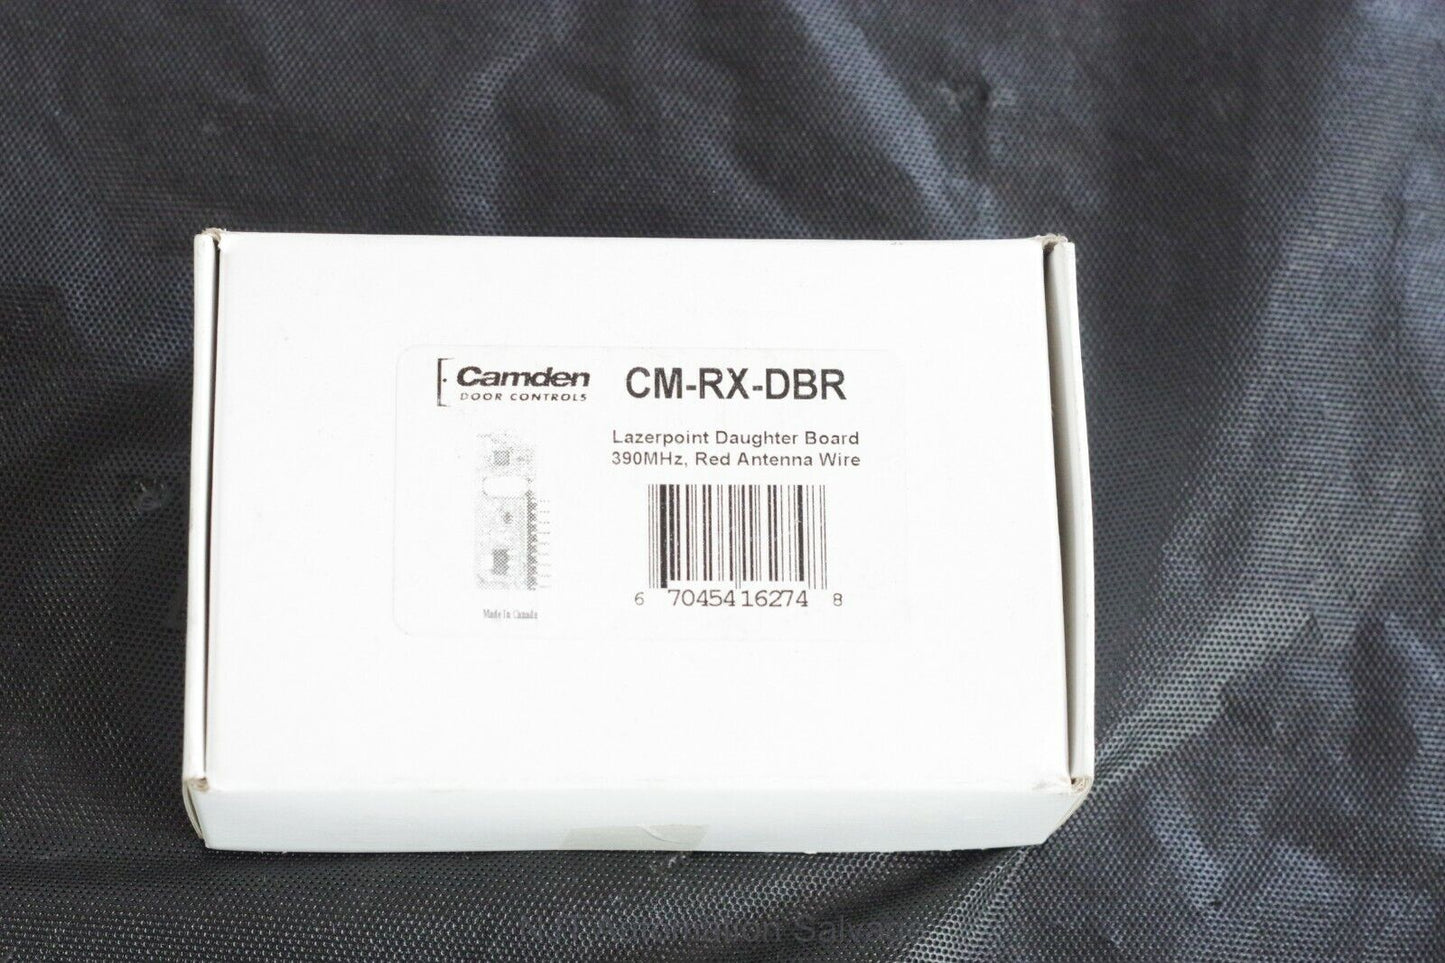 Camden
DOOR CONTROLS
CM-RX-DBR
Lazerpoint Daughter Board
390MHz, Red Antenna Wire
6 70454 16274 8
Made In Canada